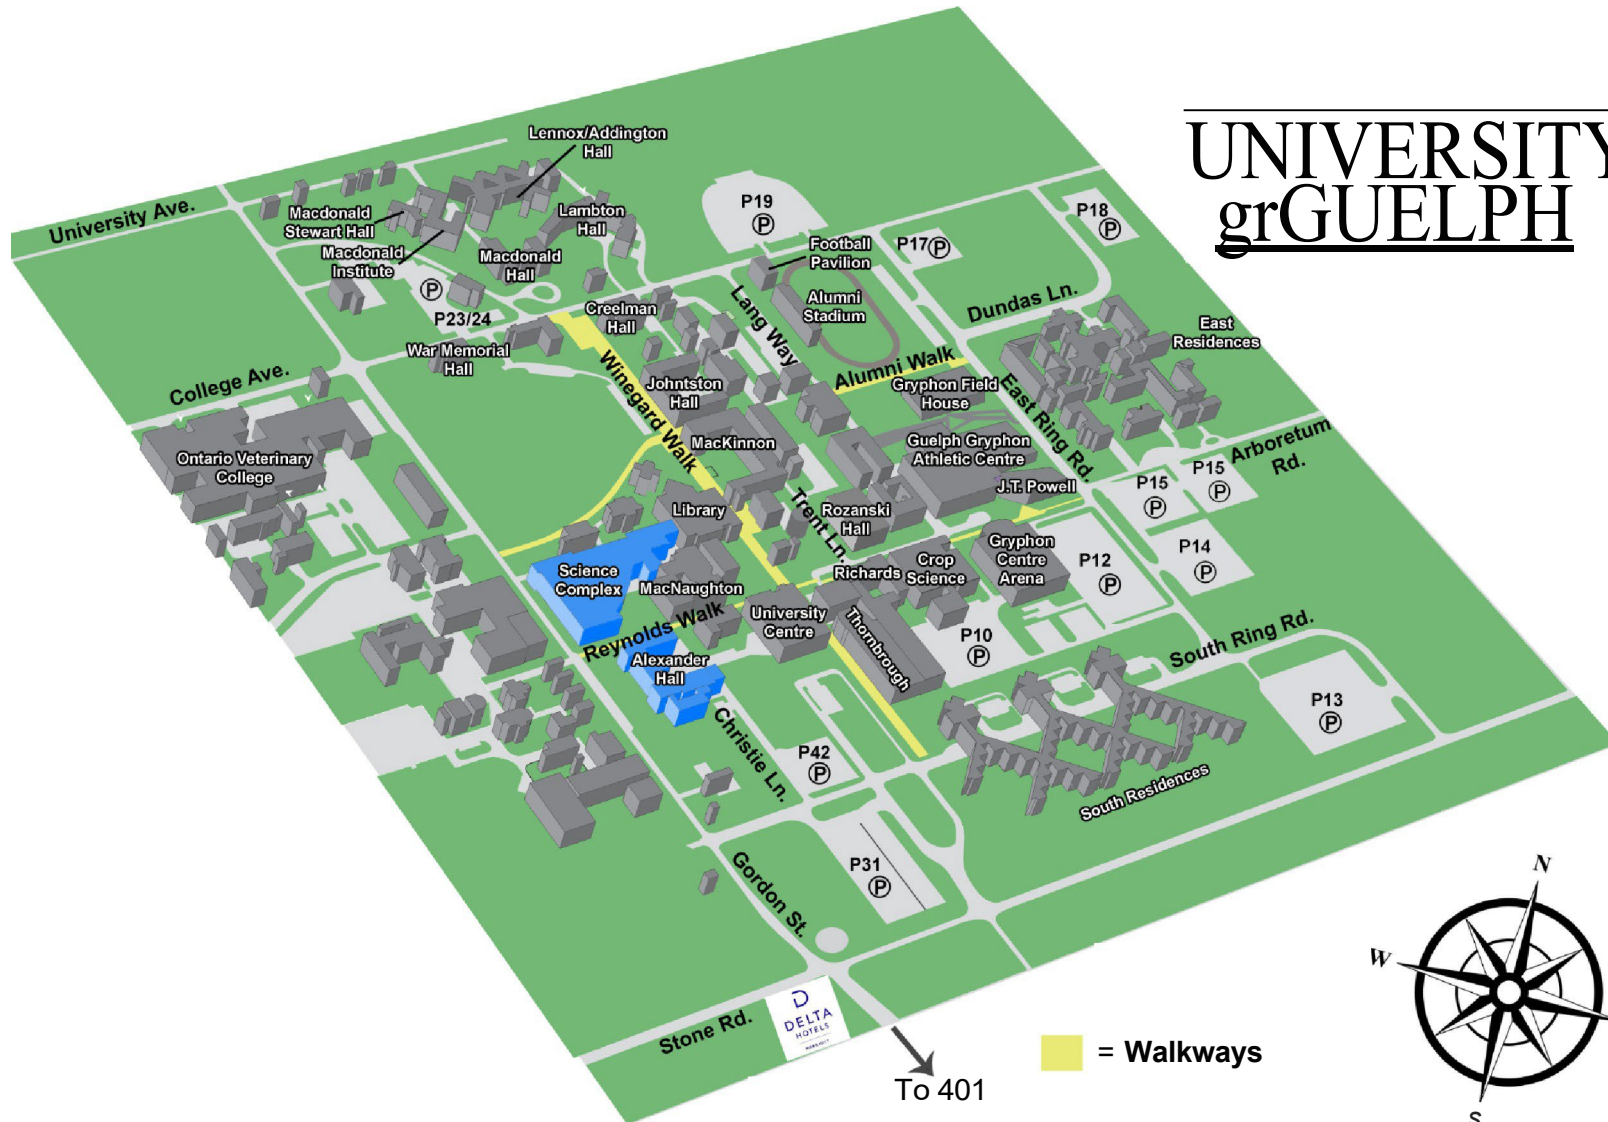 UNIVERSITY
grGUELPH
Lennox/Addington
Hall
University Ave.
Macdonald
Stewart Hall
Macdonald
Institute
Lambton
Hall
Macdonald
Hall
P19
P
P18
P
P17 P
Football
Pavilion
Alumni
Stadium
Lang Way
Dundas Ln.
P
P23/24
Creelman
Hall
War Memorial
Hall
East
Residences
College Ave.
Winegard Walk
Johntston
Hall
Alumni Walk
Gryphon Field
House
East Ring Rd.
MacKinnon
Guelph Gryphon
Athletic Centre
Arboretum
Rd.
Ontario Veterinary
College
J.T. Powell
P15
P
P15
P
Library
Trent Ln.
Rozanski
Hall
Gryphon
Centre
Arena
P12
P
P14
P
Science
Complex
MacNaughton
Richards
Crop
Science
Reynolds Walk
University
Centre
Thornbrough
P10
P
South Ring Rd.
Alexander
Hall
P13
P
Christie Ln.
P42
P
South Residences
P31
P
Gordon St.
N
W
S
Stone Rd.
DELTA
HOTELS
MARRIOTT
To 401
= Walkways